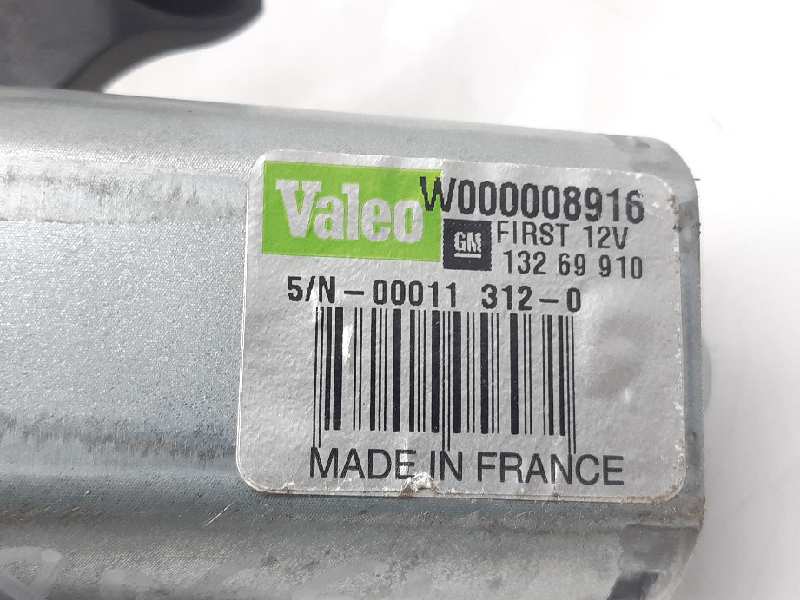 Valeo W000008916
GM FIRST 12V
132 69 910
S/N-00011 312-0
MADE IN FRANCE